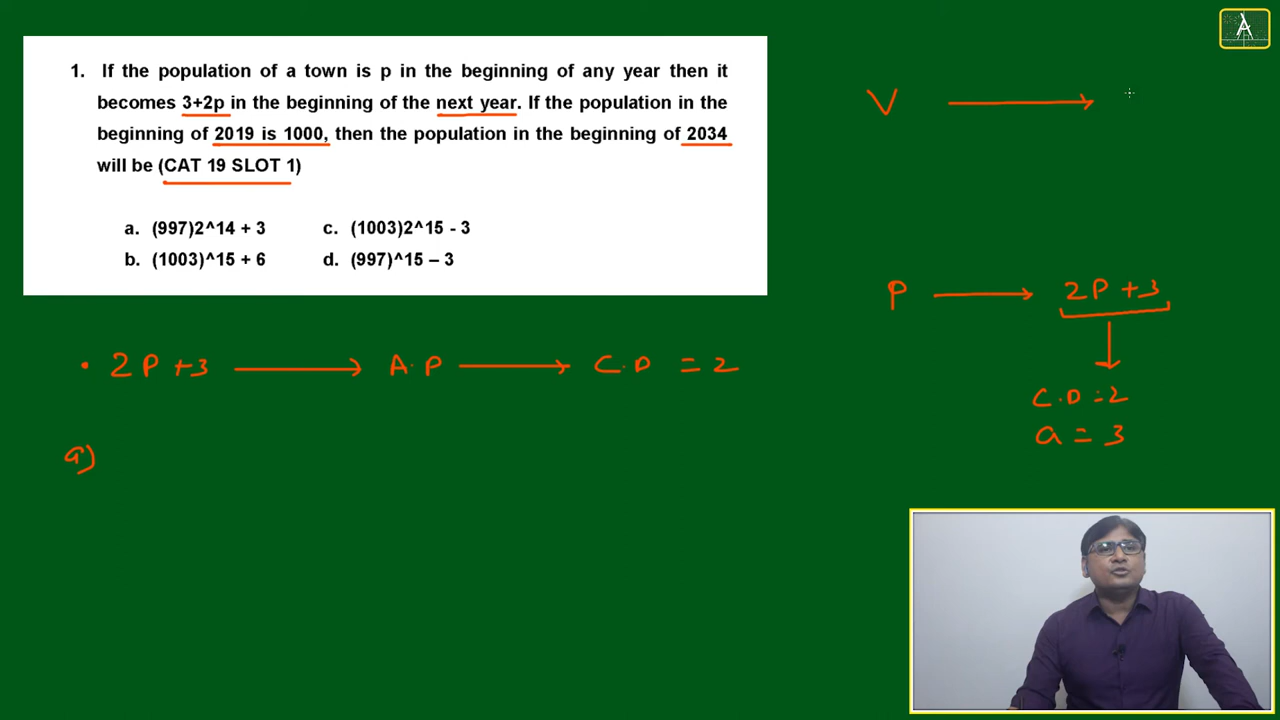 1. If the population of a town is p in the beginning of any year then it
becomes 3+2p in the beginning of the next year. If the population in the
beginning of 2019 is 1000, then the population in the beginning of 2034
will be (CAT 19 SLOT 1)
a. (997)2^14 + 3 c. (1003)2^15 - 3
b. (1003)^15 + 6 d. (997)^15 – 3
V
P → 2P+3
C.D = 2
a = 3
• 2P+3 → A.P → C.D = 2
a)
A